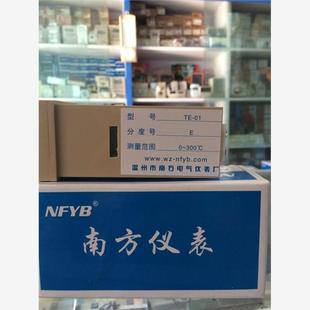 型 号 TE-01
分 度 号 E
测量范围 0~300℃
www.wz-nfyb.com
温州市南方电气仪表厂
NFYB®
南方仪表